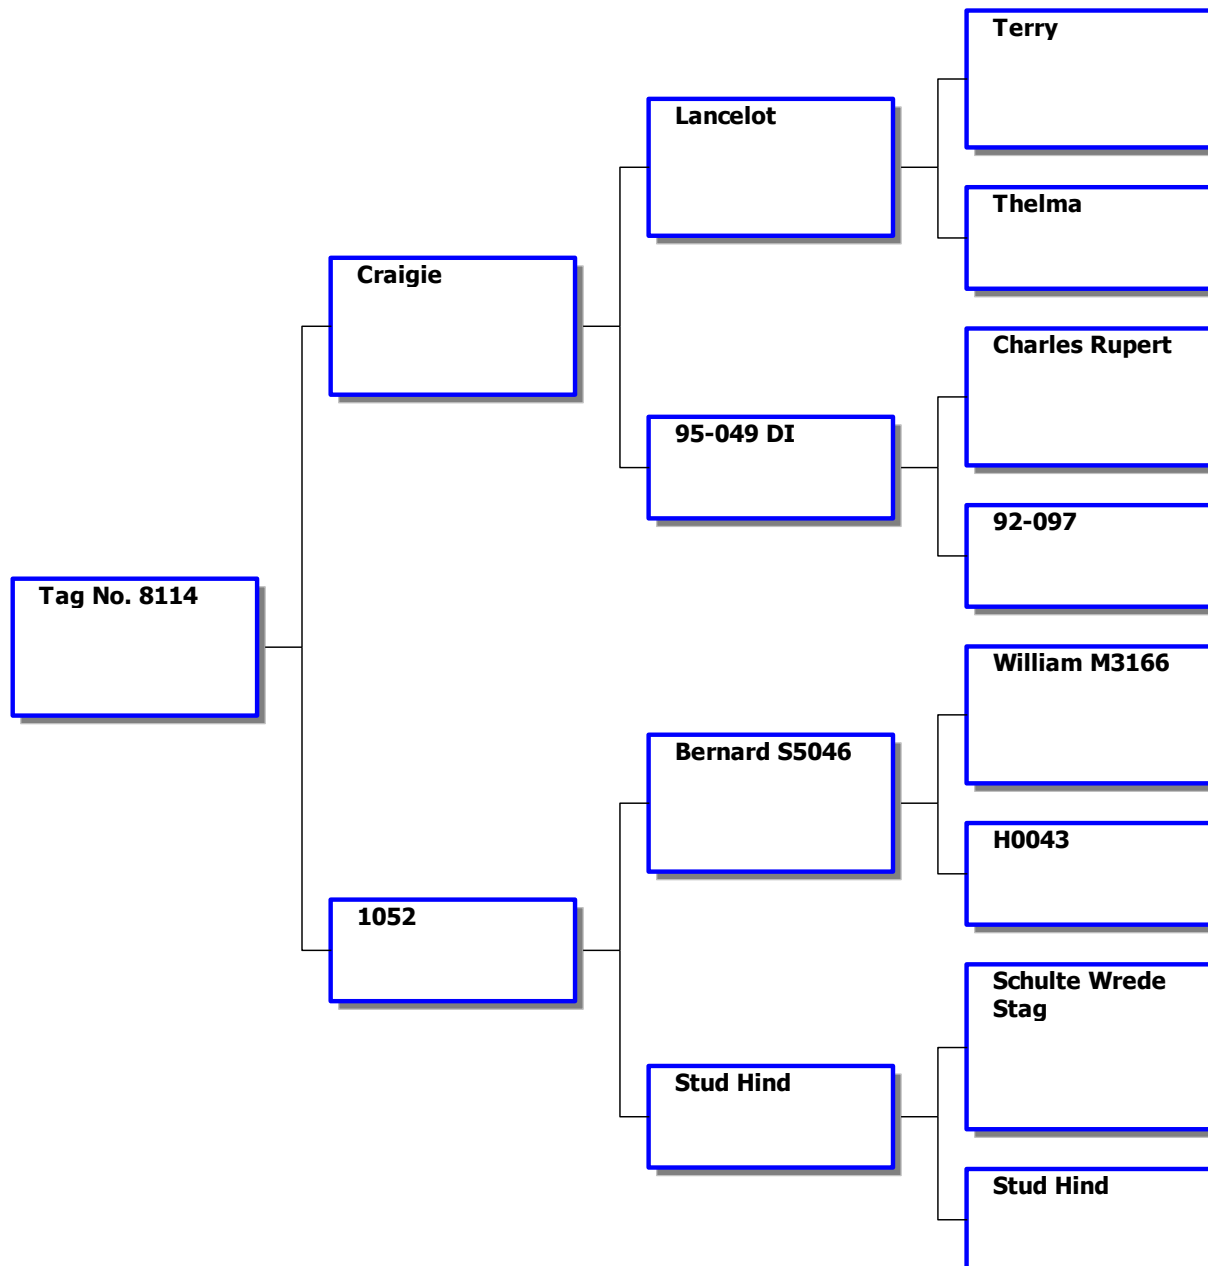 Terry
Lancelot
Thelma
Craigie
Charles Rupert
95-049 DI
92-097
Tag No. 8114
William M3166
Bernard S5046
H0043
1052
Schulte Wrede
Stag
Stud Hind
Stud Hind